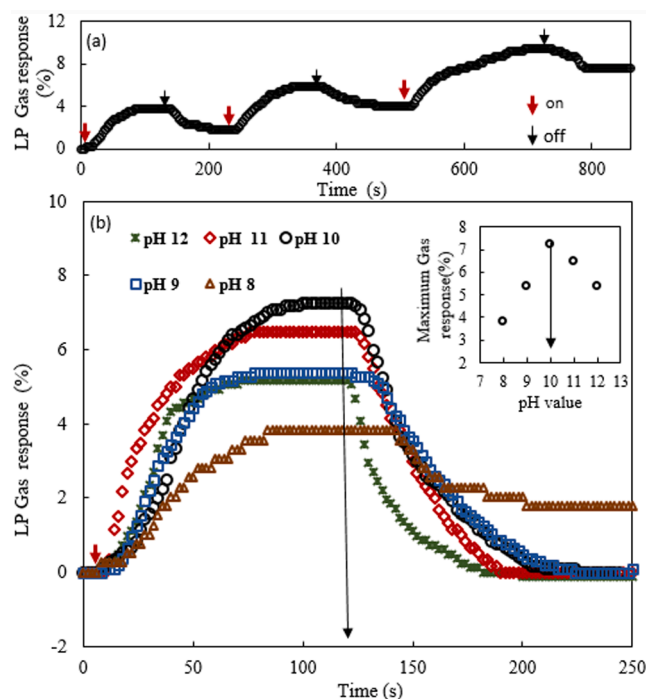 (a)
LP Gas response
(%)
12
8
4
0
0 200 400 600 800
Time (s)
on
off
(b)
10
8
6
4
2
0
-2
LP Gas response (%)
pH 12 pH 11 pH 10
pH 9 pH 8
Maximum Gas
response(%)
8
7
6
5
4
3
2
7 8 9 10 11 12 13
pH value
0 50 100 150 200 250
Time (s)